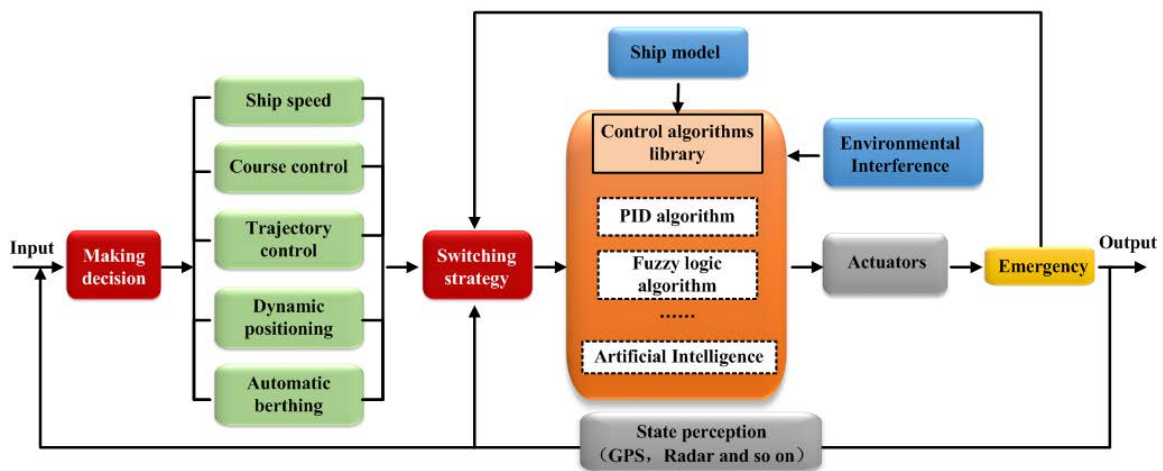 Input
Making
decision
Ship speed
Course control
Trajectory
control
Dynamic
positioning
Automatic
berthing
Switching
strategy
Ship model
Control algorithms
library
PID algorithm
Fuzzy logic
algorithm
······
Artificial Intelligence
Environmental
Interference
Actuators
Emergency
Output
State perception
（GPS，Radar and so on）